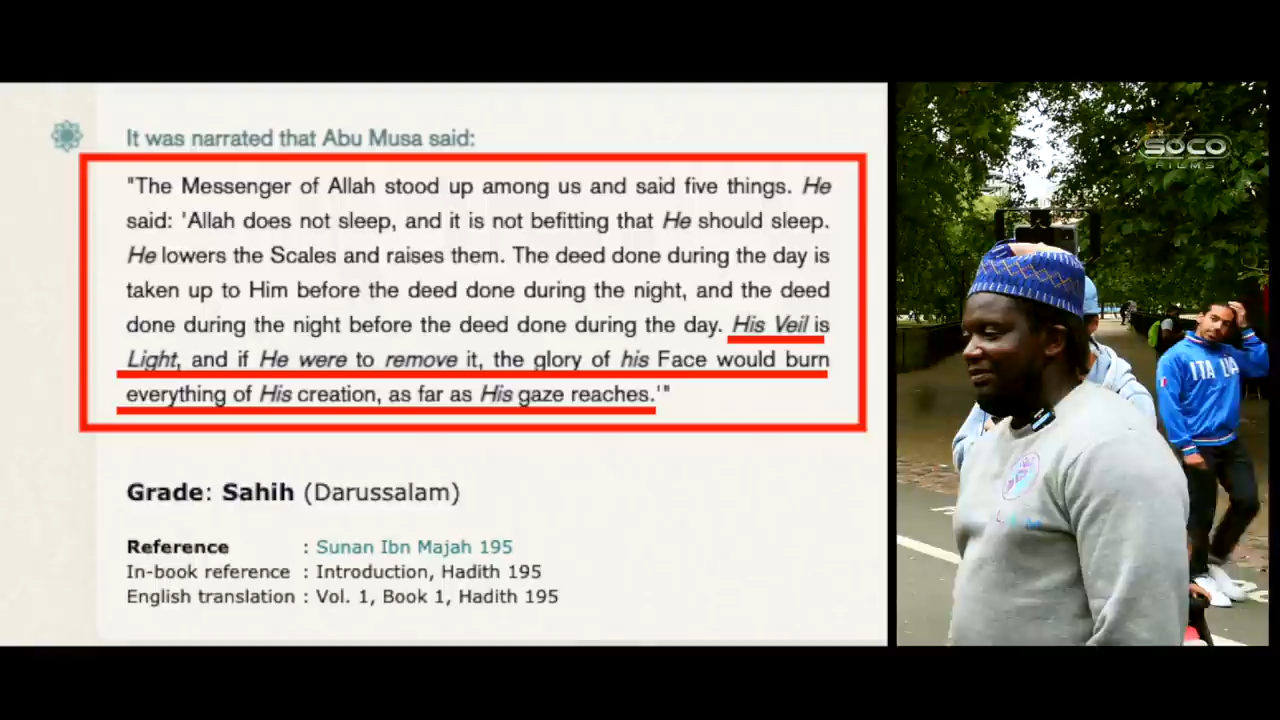 It was narrated that Abu Musa said:
"The Messenger of Allah stood up among us and said five things. He
said: 'Allah does not sleep, and it is not befitting that He should sleep.
He lowers the Scales and raises them. The deed done during the day is
taken up to Him before the deed done during the night, and the deed
done during the night before the deed done during the day. His Veil is
Light, and if He were to remove it, the glory of his Face would burn
everything of His creation, as far as His gaze reaches.'"
Grade: Sahih (Darussalam)
Reference : Sunan Ibn Majah 195
In-book reference : Introduction, Hadith 195
English translation : Vol. 1, Book 1, Hadith 195
SOCO
FILMS